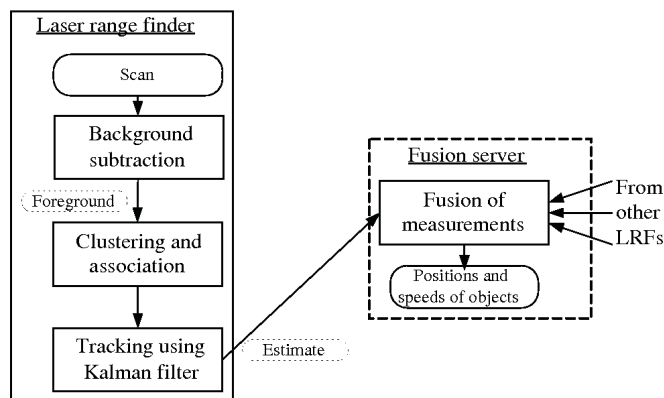 Laser range finder
Scan
Background
subtraction
Foreground
Clustering and
association
Tracking using
Kalman filter
Estimate
Fusion server
Fusion of
measurements
Positions and
speeds of objects
From
other
LRFs